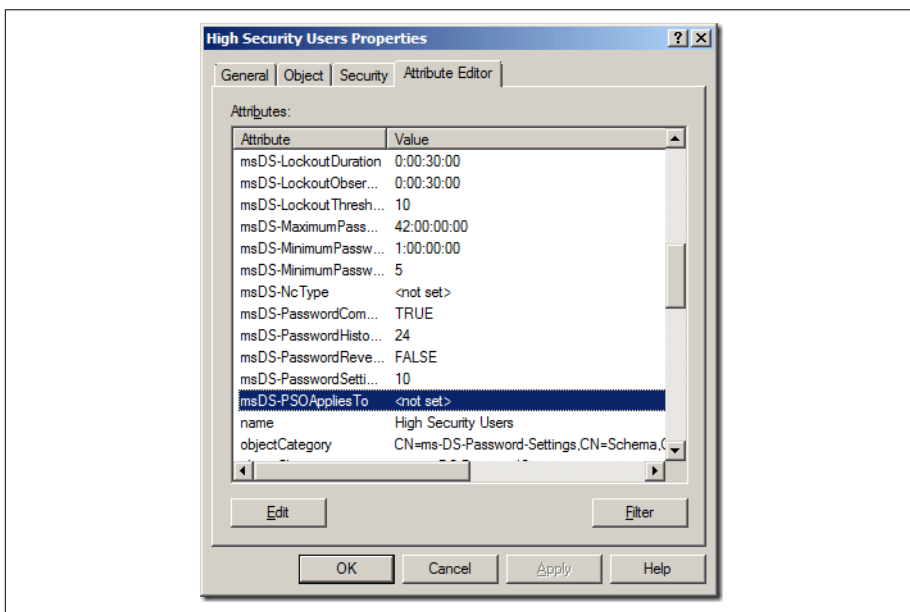 High Security Users Properties
General Object Security Attribute Editor
Attributes:
Attribute Value
msDS-LockoutDuration 0:00:30:00
msDS-LockoutObser... 0:00:30:00
msDS-LockoutThresh... 10
msDS-MaximumPass... 42:00:00:00
msDS-MinimumPassw... 1:00:00:00
msDS-MinimumPassw... 5
msDS-NcType <not set>
msDS-PasswordCom... TRUE
msDS-PasswordHisto... 24
msDS-PasswordReve... FALSE
msDS-PasswordSetti... 10
msDS-PSOAppliesTo <not set>
name High Security Users
objectCategory CN=ms-DS-Password-Settings,CN=Schema,
Edit Filter
OK Cancel Apply Help